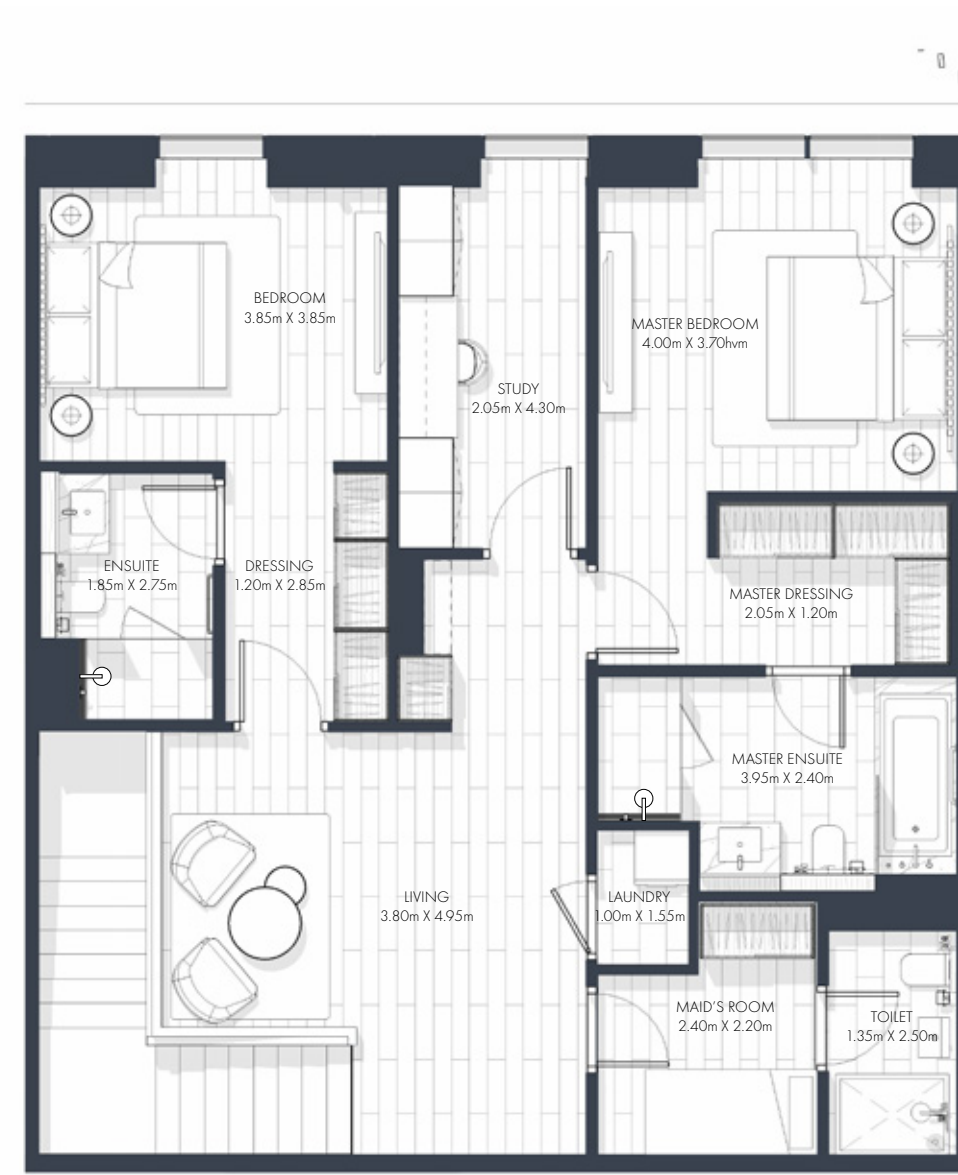 BEDROOM
3.85m X 3.85m
MASTER BEDROOM
4.00m X 3.70hvm
STUDY
2.05m X 4.30m
ENSUITE
1.85m X 2.75m
DRESSING
1.20m X 2.85m
MASTER DRESSING
2.05m X 1.20m
MASTER ENSUITE
3.95m X 2.40m
LIVING
3.80m X 4.95m
LAUNDRY
1.00m X 1.55m
MAID'S ROOM
2.40m X 2.20m
TOILET
1.35m X 2.50m